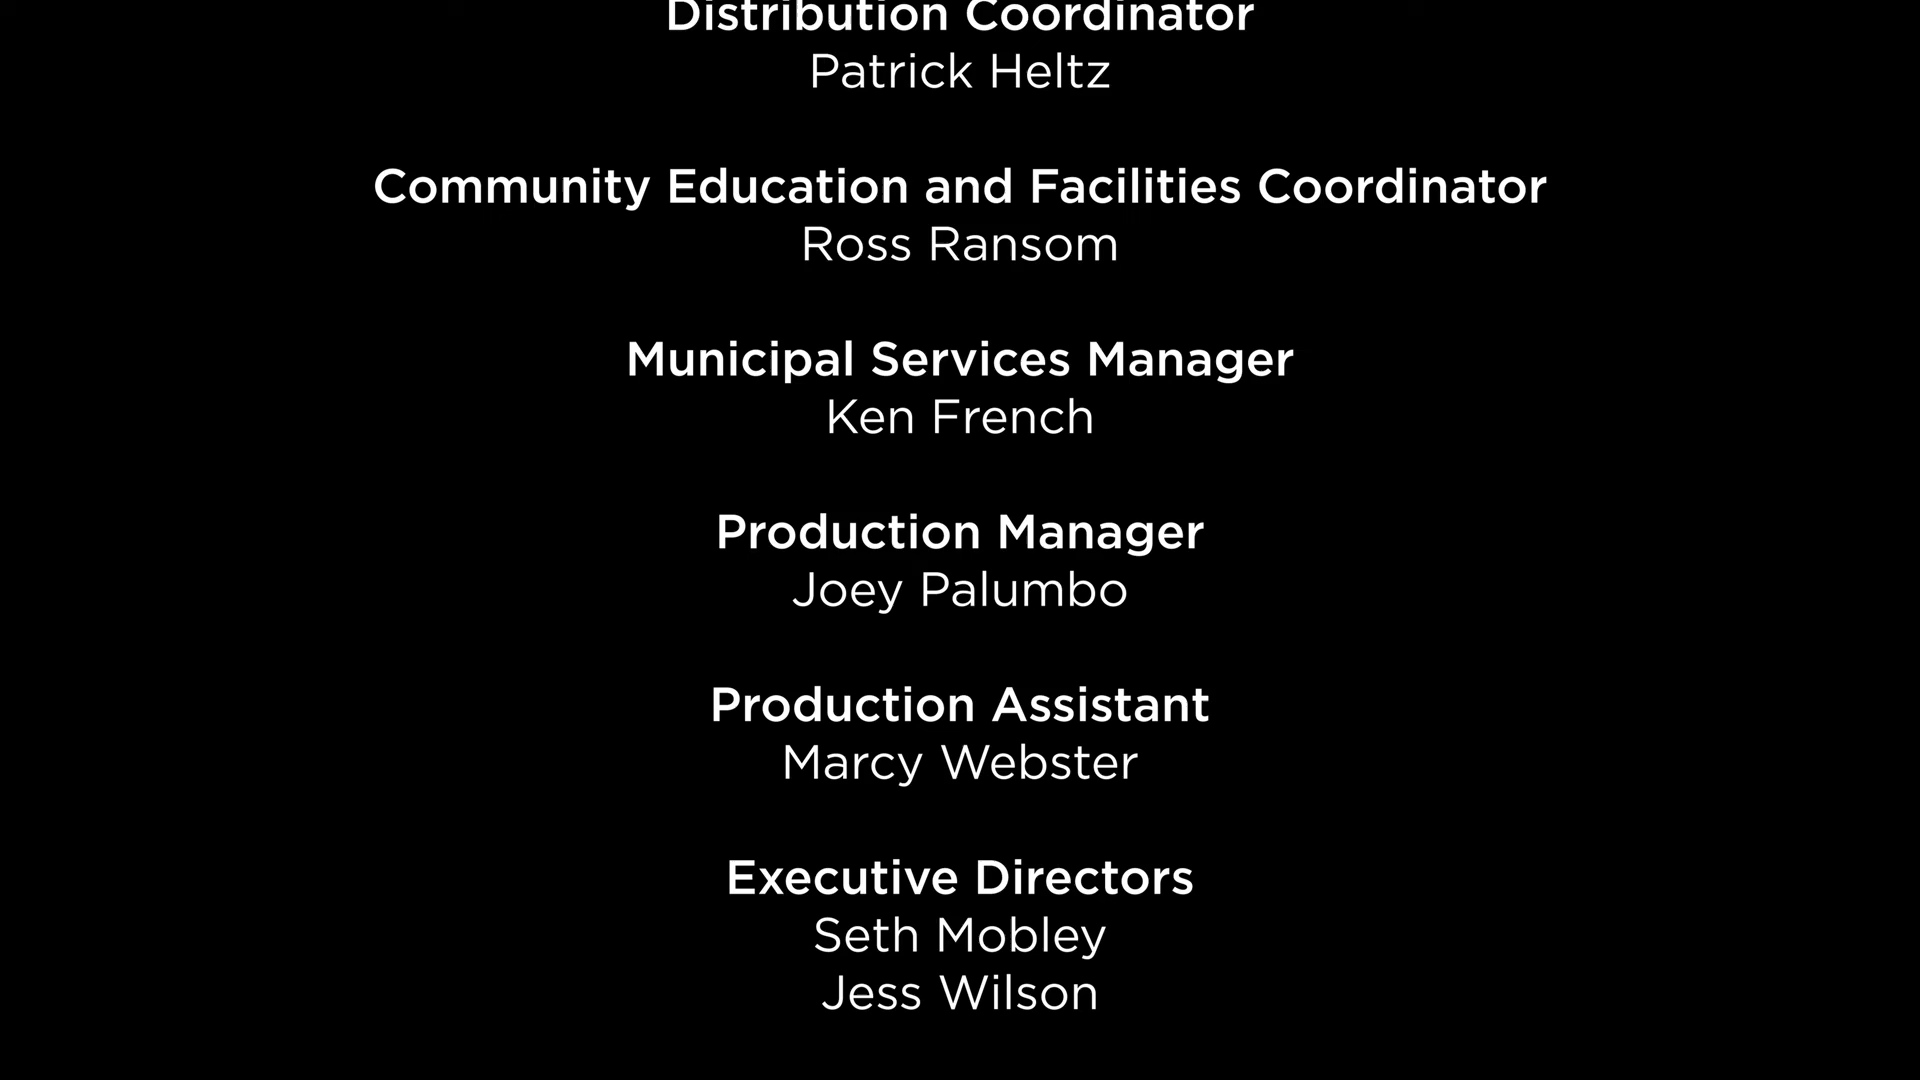 Distribution Coordinator
Patrick Heltz
Community Education and Facilities Coordinator
Ross Ransom
Municipal Services Manager
Ken French
Production Manager
Joey Palumbo
Production Assistant
Marcy Webster
Executive Directors
Seth Mobley
Jess Wilson